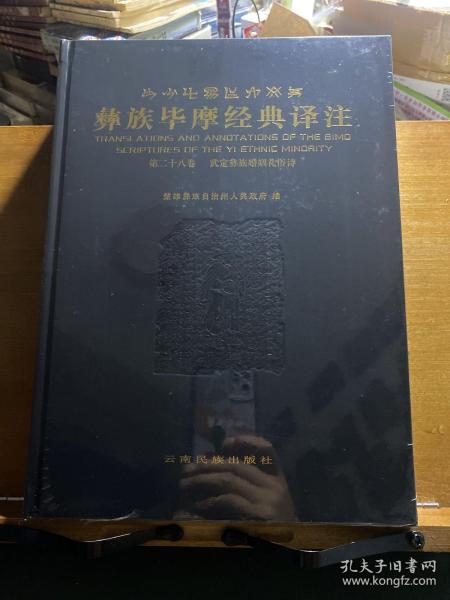 彝族毕摩经典译注
TRANSLATIONS AND ANNOTATIONS OF THE BIMO
SCRIPTURES OF THE YI ETHNIC MINORITY
第二十八卷 武定彝族婚姻礼俗诗
楚雄彝族自治州人民政府 编
云南民族出版社
孔夫子旧书网
www.kongfz.com